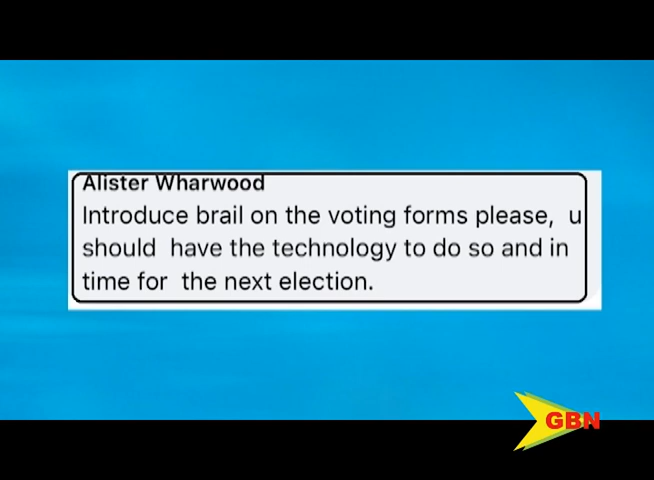 Alister Wharwood
Introduce brail on the voting forms please, u
should have the technology to do so and in
time for the next election.
GBN